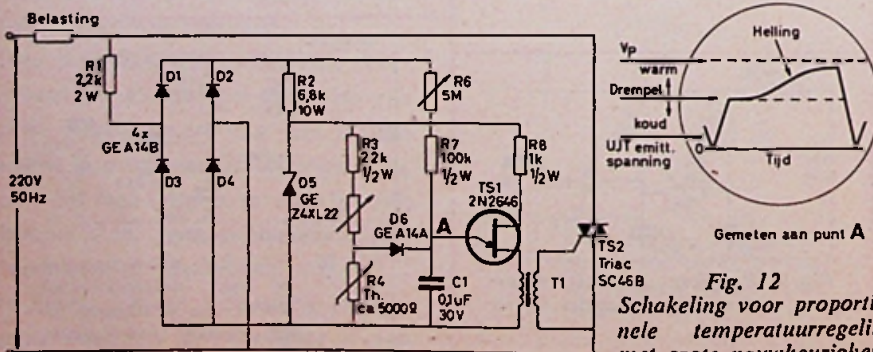 Belasting
R1
2,2k
2 W
D1
D2
4x
GE A14B
D3
D4
220V
50Hz
R2
6,8k
10W
D5
GE
Z4XL22
R3
22k
1/2W
R4
Th.
ca 5000Ω
D6
GE A14A
R6
5M
R7
100k
1/2W
A
C1
0,1uF
30V
R8
1k
1/2W
TS1
2N2646
T1
TS2
Triac
SC46B
Helling
Vp
warm
Drempel
koud
UJT emitt.
spanning
0
Tijd
Gemeten aan punt A
Fig. 12
Schakeling voor proporti
nele temperatuurregeli